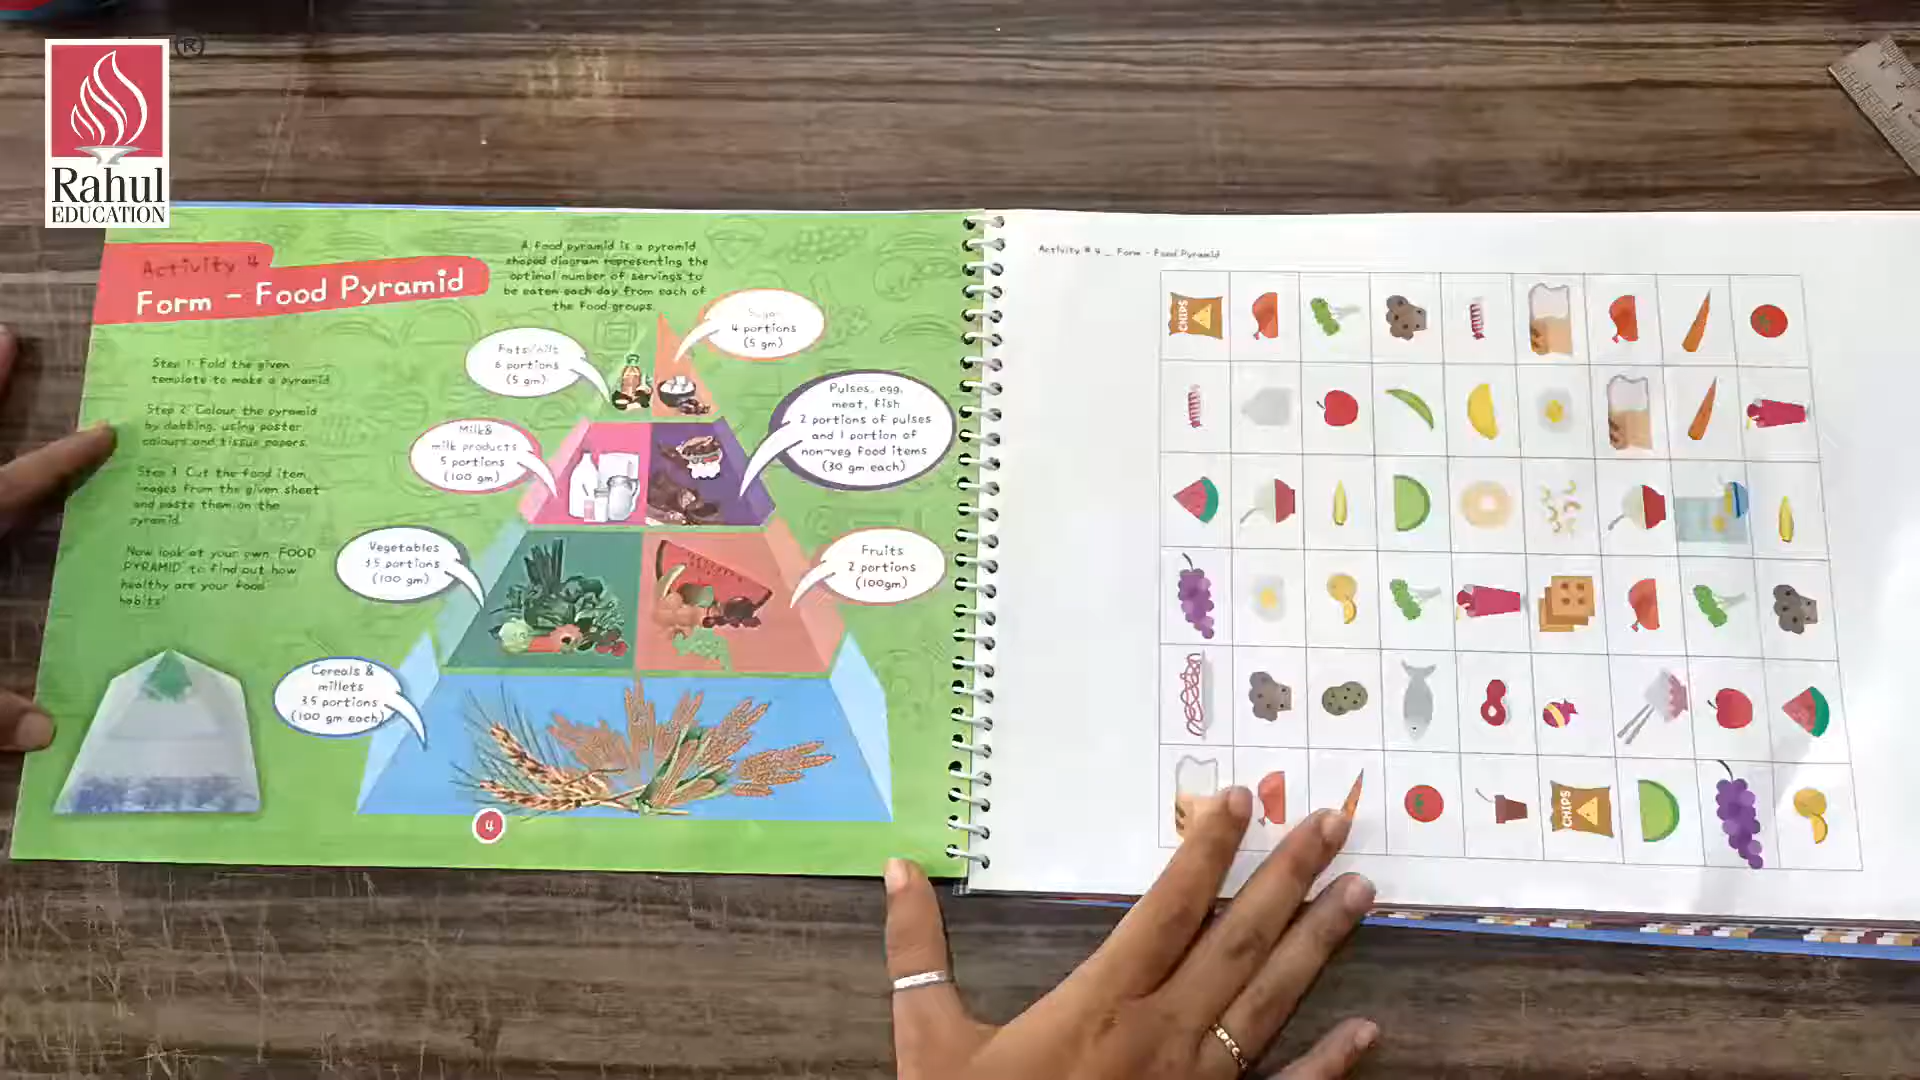 ®
Rahul
EDUCATION
Activity 4
Form - Food Pyramid
A food pyramid is a pyramid
shaped diagram representing the
optimal number of servings to
be eaten each day from each of
the Food-groups.
Step 1: Fold the given
template to make a pyramid.
Step 2: Colour the pyramid
by dabbing, using poster
colours and tissue papers.
Step 3: Cut the food item
images from the given sheet
and paste them on the
pyramid.
Now look at your own FOOD
PYRAMID to find out how
healthy are your food
habits!
Sugar
4 portions
(5 gm)
Fats/oils
6 portions
(5 gm)
Milk&
milk products
5 portions
(100 gm)
Pulses, egg,
meat, fish
2 portions of pulses
and 1 portion of
non-veg food items
(30 gm each)
Vegetables
35 portions
(100 gm)
Fruits
2 portions
(100gm)
Cereals &
millets
35 portions
(100 gm each)
4
Activity # 4 _ Form - Food Pyramid
CHIPS
CHIPS